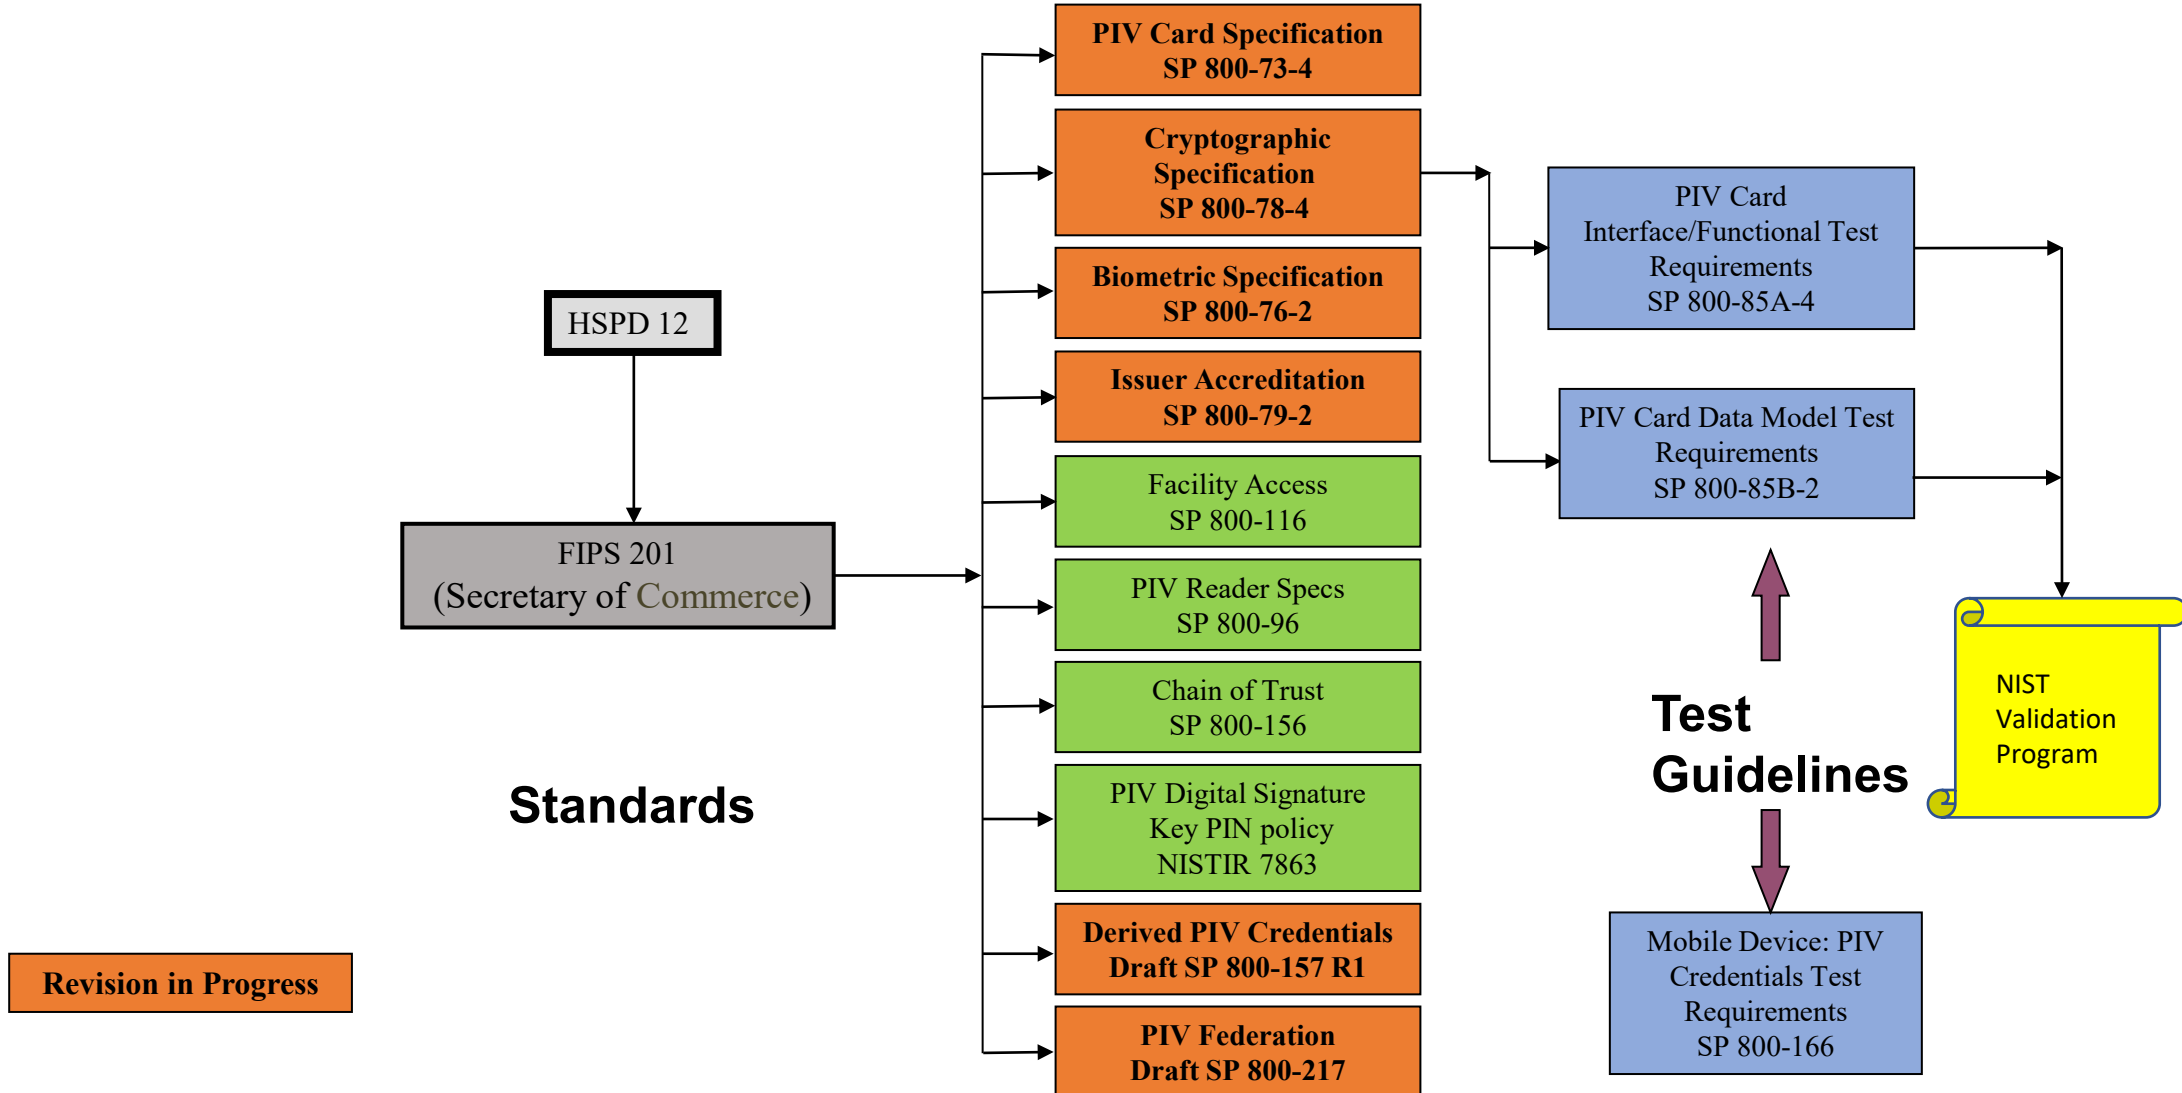 HSPD 12
FIPS 201
(Secretary of Commerce)
Standards
Revision in Progress
PIV Card Specification
SP 800-73-4
Cryptographic
Specification
SP 800-78-4
Biometric Specification
SP 800-76-2
Issuer Accreditation
SP 800-79-2
Facility Access
SP 800-116
PIV Reader Specs
SP 800-96
Chain of Trust
SP 800-156
PIV Digital Signature
Key PIN policy
NISTIR 7863
Derived PIV Credentials
Draft SP 800-157 R1
PIV Federation
Draft SP 800-217
PIV Card
Interface/Functional Test
Requirements
SP 800-85A-4
PIV Card Data Model Test
Requirements
SP 800-85B-2
Test
Guidelines
Mobile Device: PIV
Credentials Test
Requirements
SP 800-166
NIST
Validation
Program